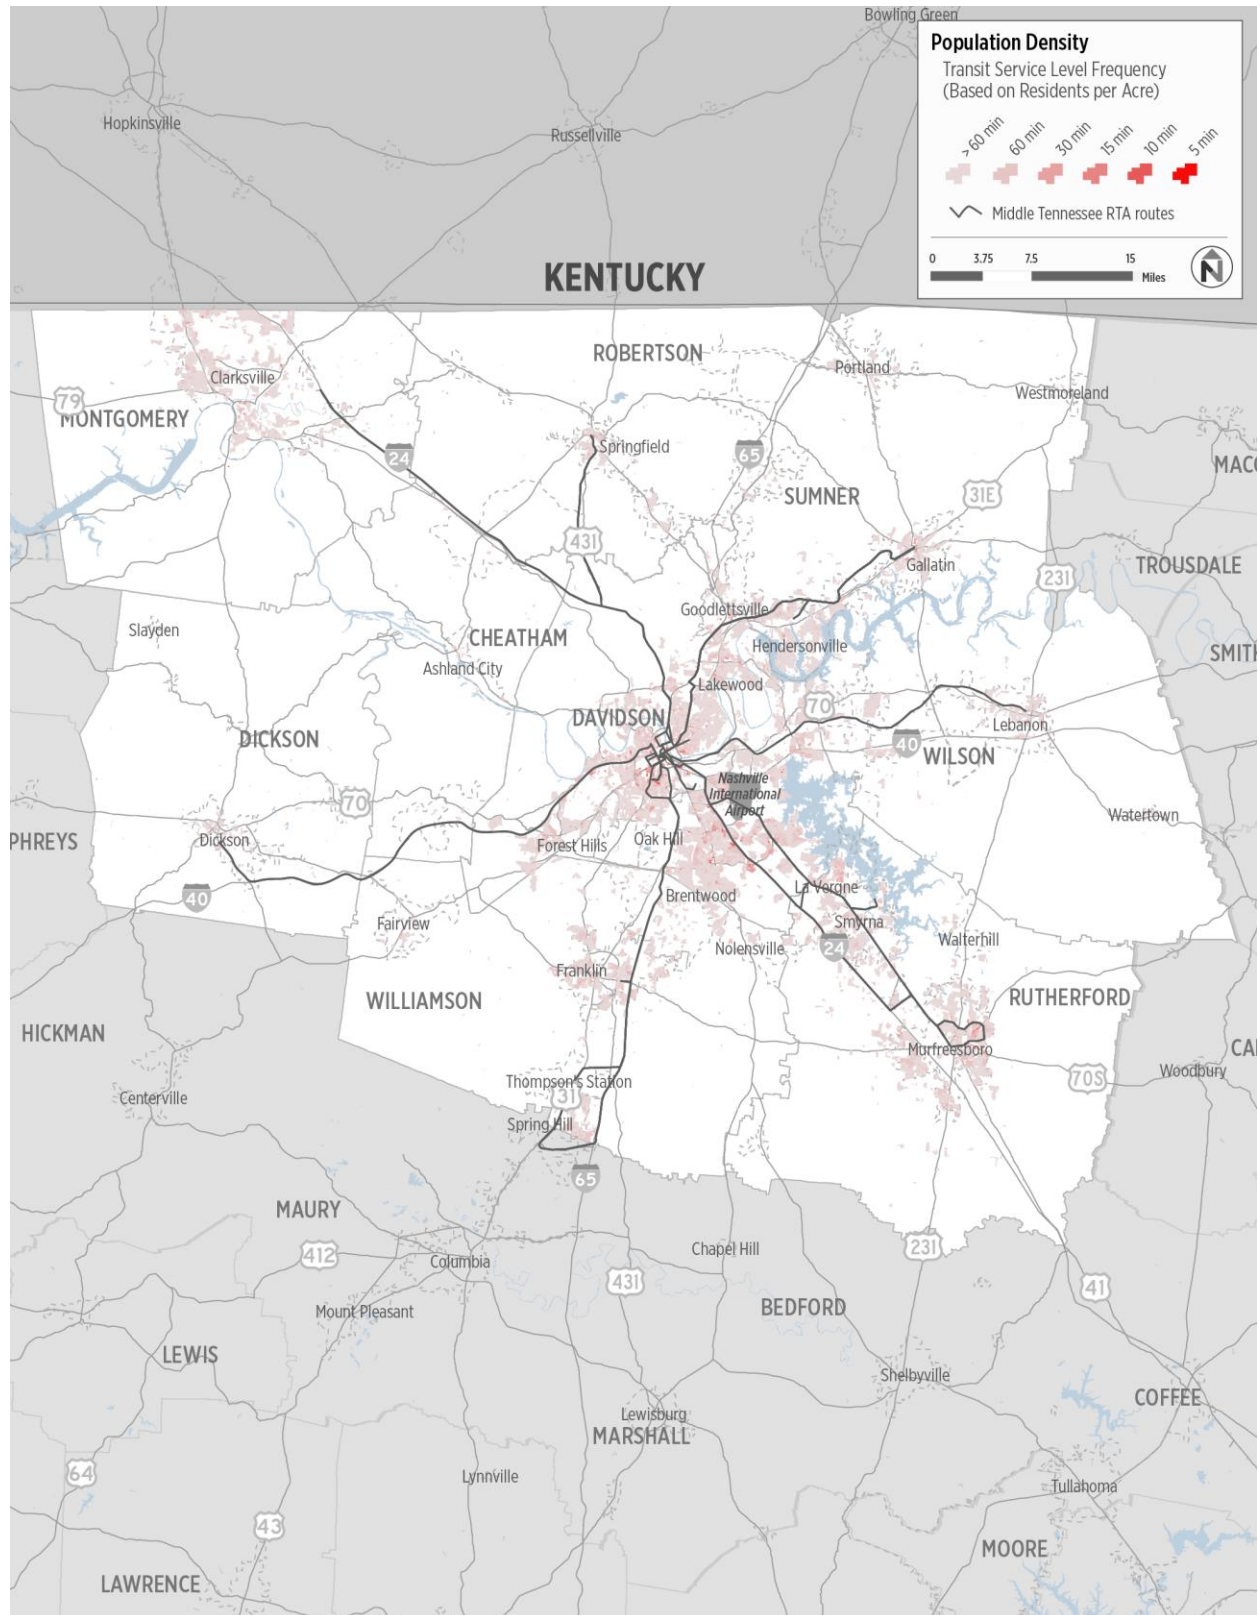 Bowling Green
Population Density
Transit Service Level Frequency
(Based on Residents per Acre)
> 60 min
60 min
30 min
15 min
10 min
5 min
Middle Tennessee RTA routes
0 3.75 7.5 15
Miles
N
Hopkinsville
Russellville
KENTUCKY
ROBERTSON
Portland
Clarksville
Westmoreland
79
MONTGOMERY
Springfield
24
65
MACO
SUMNER
31E
431
Gallatin
TROUSDALE
231
Goodlettsville
Slayden
CHEATHAM
Hendersonville
SMITH
Ashland City
Lakewood
70
DAVIDSON
Lebanon
DICKSON
40
WILSON
Nashville
International
Airport
70
Watertown
PHREYS
Dickson
Forest Hills
Oak Hill
La Vergne
40
Brentwood
Fairview
Smyrna
24
Nolensville
Walterhill
Franklin
WILLIAMSON
RUTHERFORD
HICKMAN
Murfreesboro
CA
Thompson's Station
70S
Woodbury
31
Centerville
Spring Hill
65
MAURY
412
Columbia
Chapel Hill
231
431
41
Mount Pleasant
BEDFORD
LEWIS
Shelbyville
COFFEE
Lewisburg
MARSHALL
64
Lynnville
Tullahoma
43
MOORE
LAWRENCE